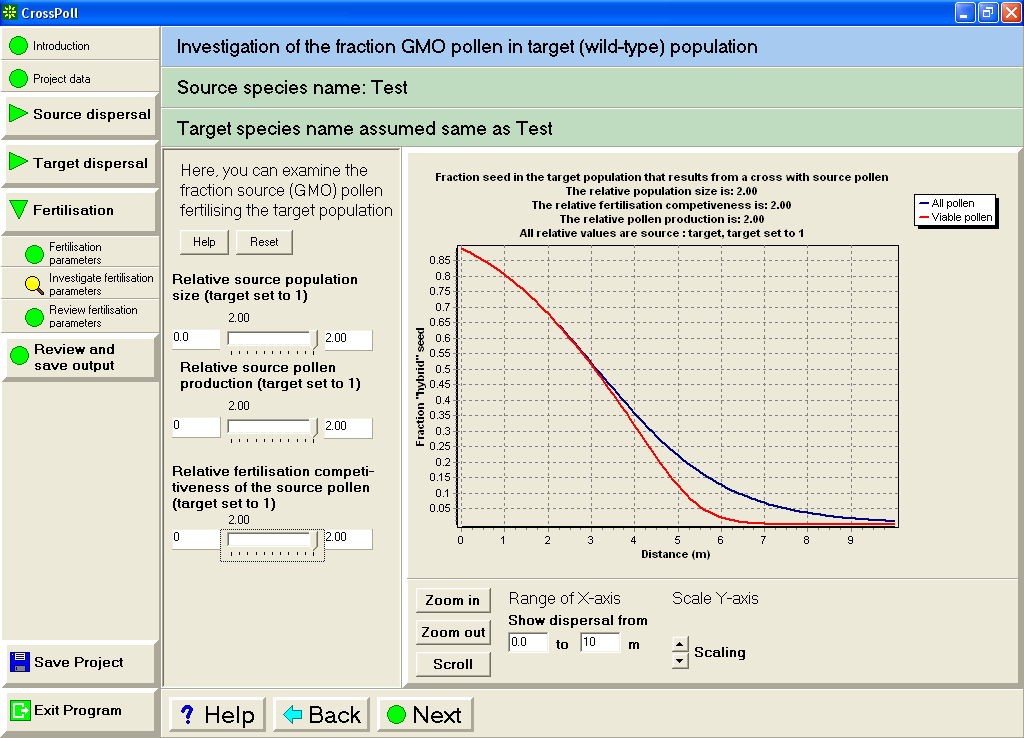 CrossPoll
Introduction
Project data
Source dispersal
Target dispersal
Fertilisation
Fertilisation
parameters
Investigate fertilisation
parameters
Review fertilisation
parameters
Review and
save output
Save Project
Exit Program
Investigation of the fraction GMO pollen in target (wild-type) population
Source species name: Test
Target species name assumed same as Test
Here, you can examine the
fraction source (GMO) pollen
fertilising the target population
Help Reset
Relative source population
size (target set to 1)
2.00
0.0 2.00
Relative source pollen
production (target set to 1)
2.00
0 2.00
Relative fertilisation competi-
tiveness of the source pollen
(target set to 1)
2.00
0 2.00
Fraction seed in the target population that results from a cross with source pollen
The relative population size is: 2.00
The relative fertilisation competiveness is: 2.00
The relative pollen production is: 2.00
All relative values are source : target, target set to 1
All pollen
Viable pollen
Fraction "hybrid" seed
0.85
0.8
0.75
0.7
0.65
0.6
0.55
0.5
0.45
0.4
0.35
0.3
0.25
0.2
0.15
0.1
0.05
0 1 2 3 4 5 6 7 8 9
Distance (m)
Zoom in
Zoom out
Scroll
Range of X-axis
Show dispersal from
0.0 to 10 m
Scale Y-axis
Scaling
? Help Back Next